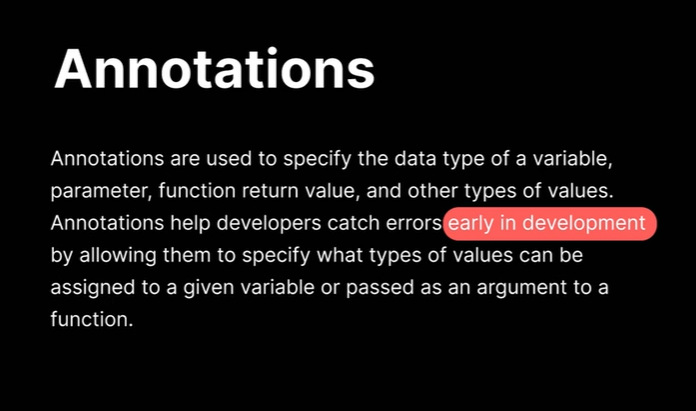 Annotations
Annotations are used to specify the data type of a variable,
parameter, function return value, and other types of values.
Annotations help developers catch errors early in development
by allowing them to specify what types of values can be
assigned to a given variable or passed as an argument to a
function.